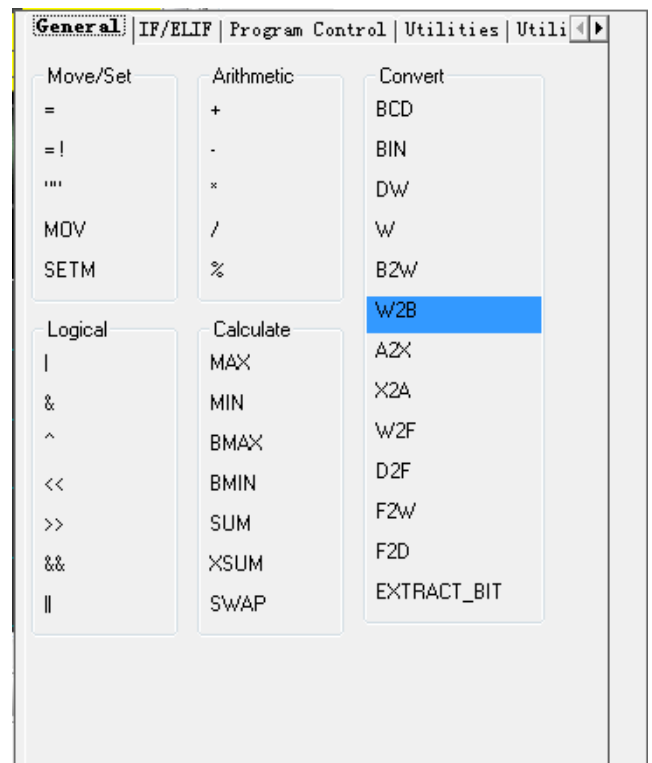 General IF/ELIF Program Control Utilities Utili
Move/Set
=
=!
""
MOV
SETM
Arithmetic
+
-
*
/
%
Convert
BCD
BIN
DW
W
B2W
W2B
A2X
X2A
W2F
D2F
F2W
F2D
EXTRACT_BIT
Logical
|
&
^
<<
>>
&&
||
Calculate
MAX
MIN
BMAX
BMIN
SUM
XSUM
SWAP